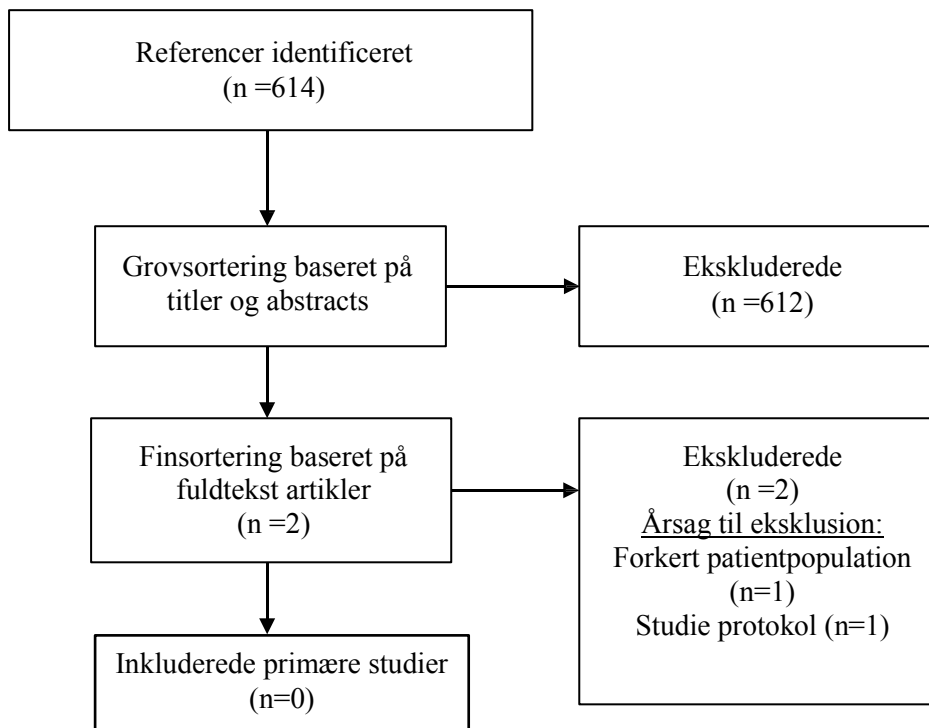 Referencer identificeret
(n =614)
Grovsortering baseret på
titler og abstracts
Ekskluderede
(n =612)
Finsortering baseret på
fuldtekst artikler
(n =2)
Ekskluderede
(n =2)
Årsag til eksklusion:
Forkert patientpopulation
(n=1)
Studie protokol (n=1)
Inkluderede primære studier
(n=0)